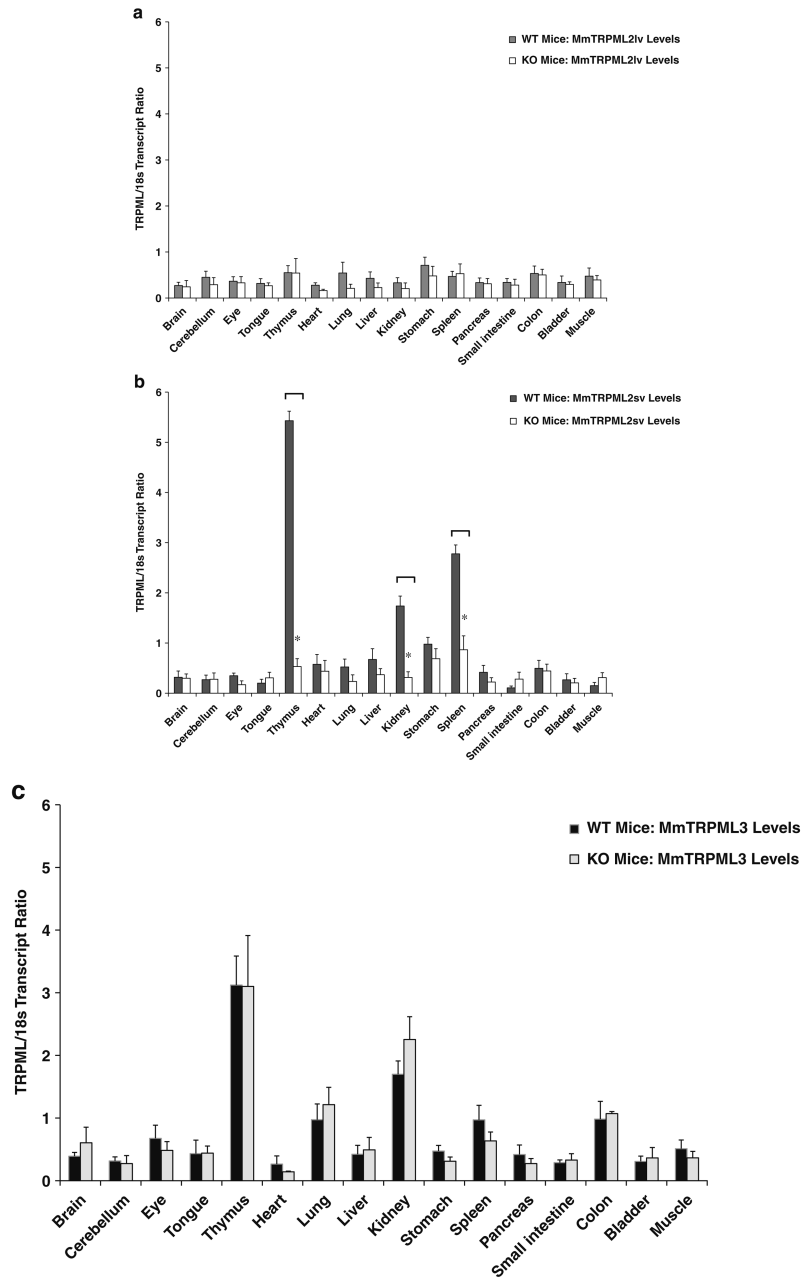 a
TRPML/18s Transcript Ratio
6
5
4
3
2
1
0
WT Mice: MmTRPML2lv Levels
KO Mice: MmTRPML2lv Levels
Brain
Cerebellum
Eye
Tongue
Thymus
Heart
Lung
Liver
Kidney
Stomach
Spleen
Pancreas
Small intestine
Colon
Bladder
Muscle
b
TRPML/18s Transcript Ratio
6
5
4
3
2
1
0
WT Mice: MmTRPML2sv Levels
KO Mice: MmTRPML2sv Levels
*
*
*
Brain
Cerebellum
Eye
Tongue
Thymus
Heart
Lung
Liver
Kidney
Stomach
Spleen
Pancreas
Small intestine
Colon
Bladder
Muscle
c
TRPML/18s Transcript Ratio
6
5
4
3
2
1
0
WT Mice: MmTRPML3 Levels
KO Mice: MmTRPML3 Levels
Brain
Cerebellum
Eye
Tongue
Thymus
Heart
Lung
Liver
Kidney
Stomach
Spleen
Pancreas
Small intestine
Colon
Bladder
Muscle